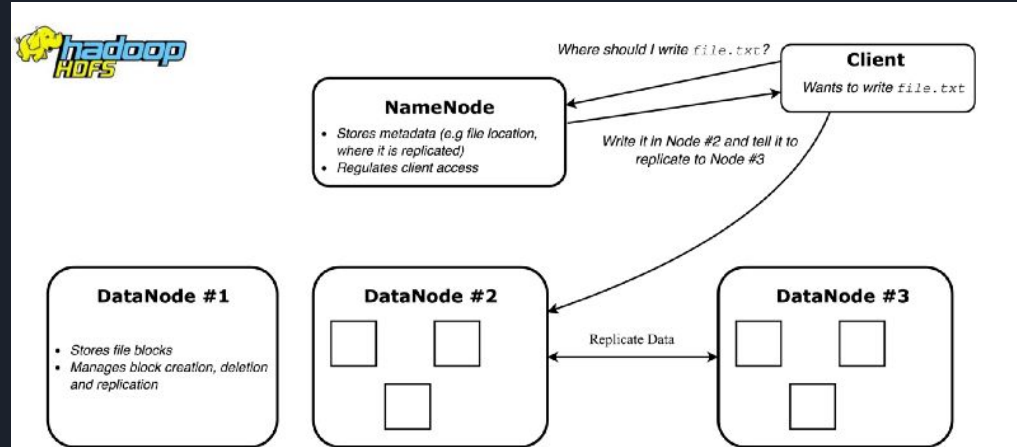 hadoop
HDFS
Where should I write file.txt?
Client
Wants to write file.txt
NameNode
• Stores metadata (e.g file location,
where it is replicated)
• Regulates client access
Write it in Node #2 and tell it to
replicate to Node #3
DataNode #1
• Stores file blocks
• Manages block creation, deletion
and replication
DataNode #2
Replicate Data
DataNode #3